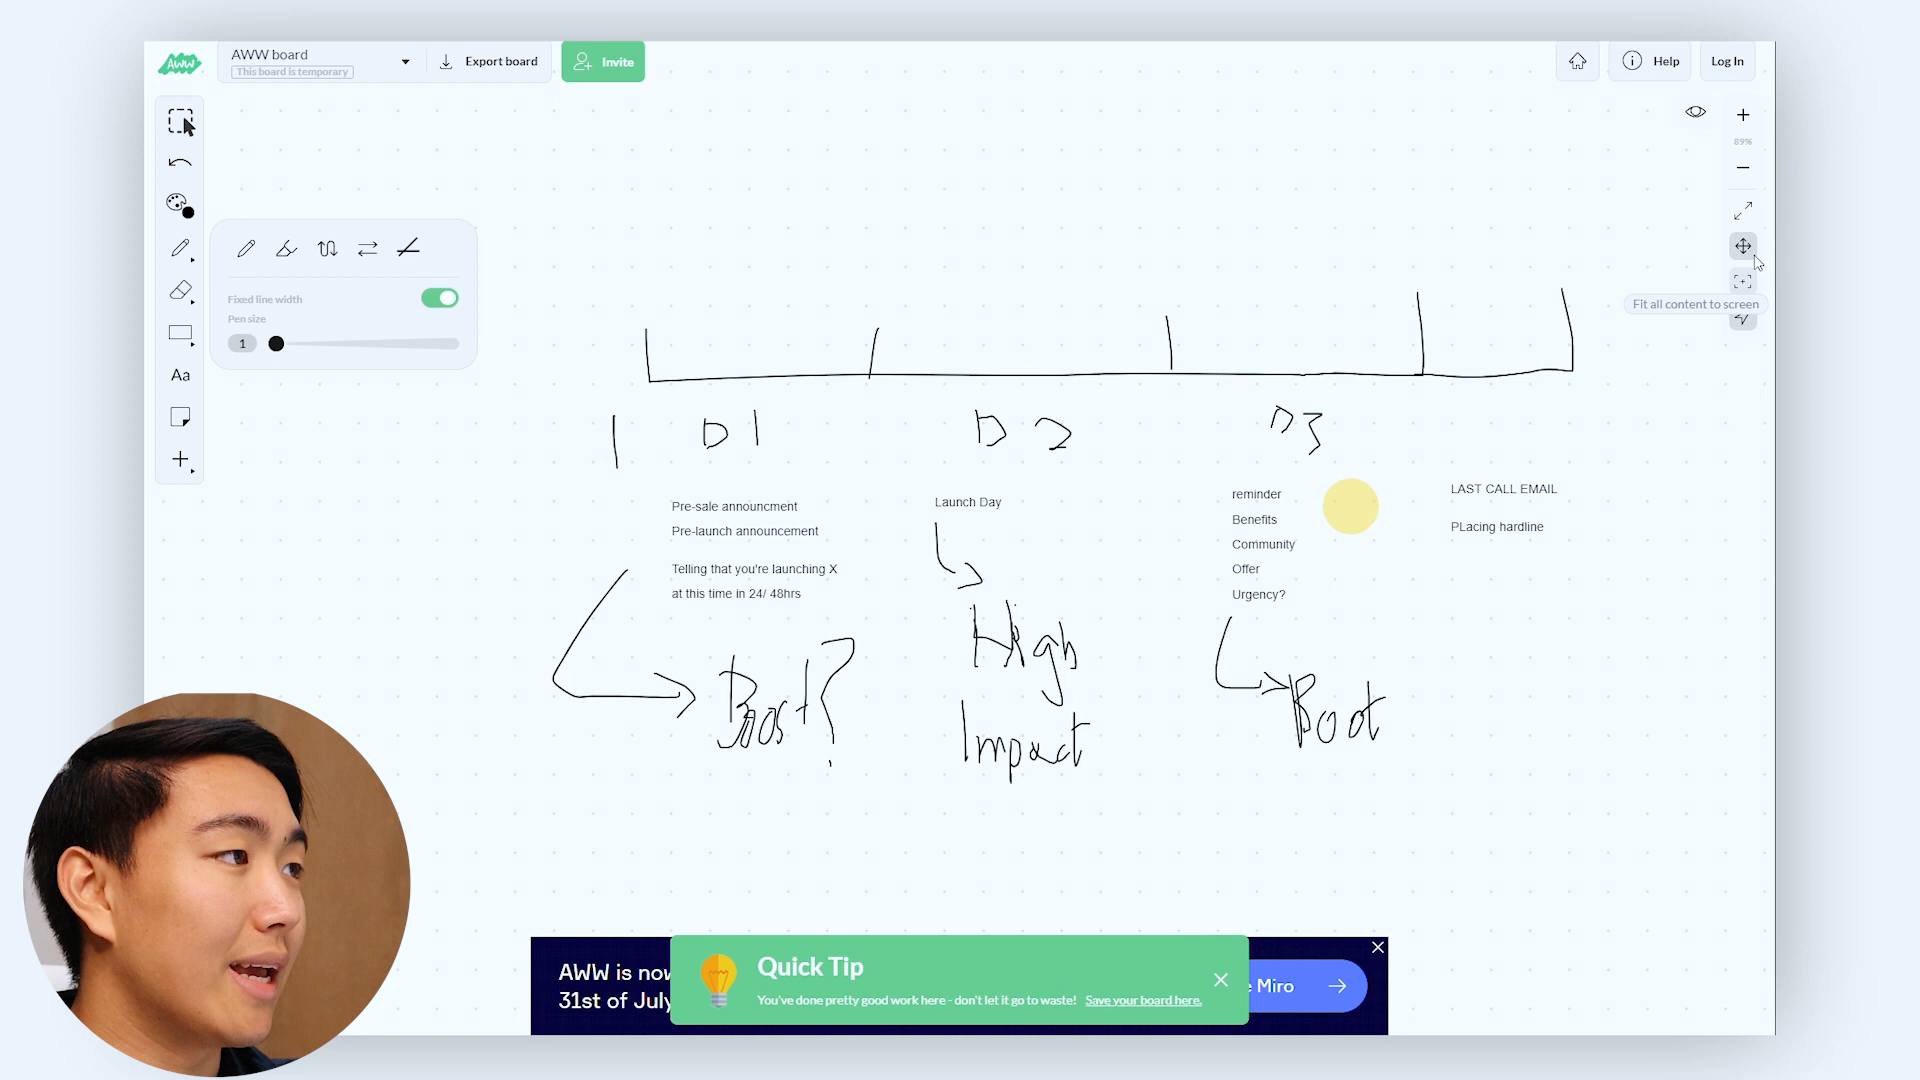 AWW
AWW board
This board is temporary
Export board
Invite
Help
Log In
89%
Fixed line width
Pen size
1
Aa
Fit all content to screen
D1
D2
D3
Pre-sale announcment
Pre-launch announcement
Telling that you're launching X
at this time in 24/ 48hrs
Launch Day
reminder
Benefits
Community
Offer
Urgency?
LAST CALL EMAIL
PLacing hardline
Boost?
High
Impact
Boot
AWW is now
31st of July
Quick Tip
You've done pretty good work here - don't let it go to waste! Save your board here.
e Miro